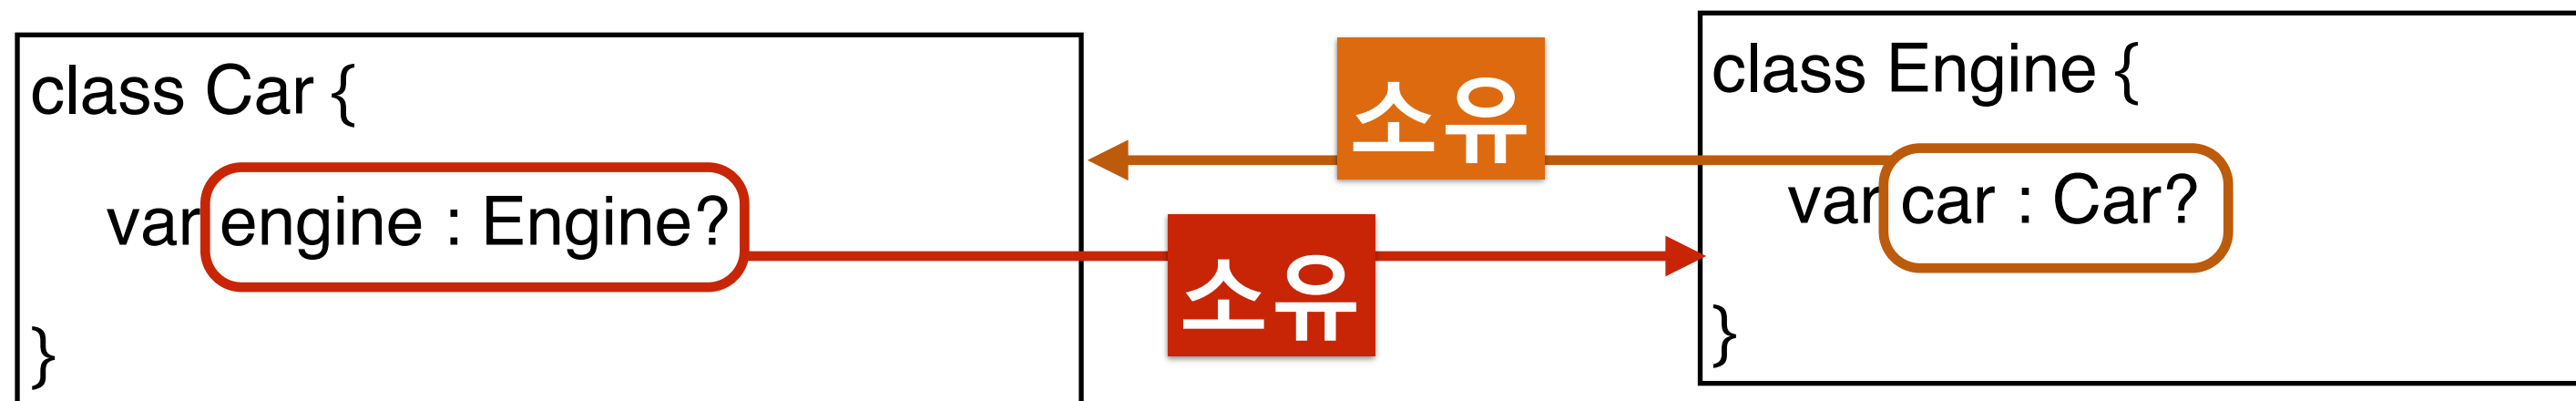 class Car {
var engine : Engine?
}
소유
소유
class Engine {
var car : Car?
}